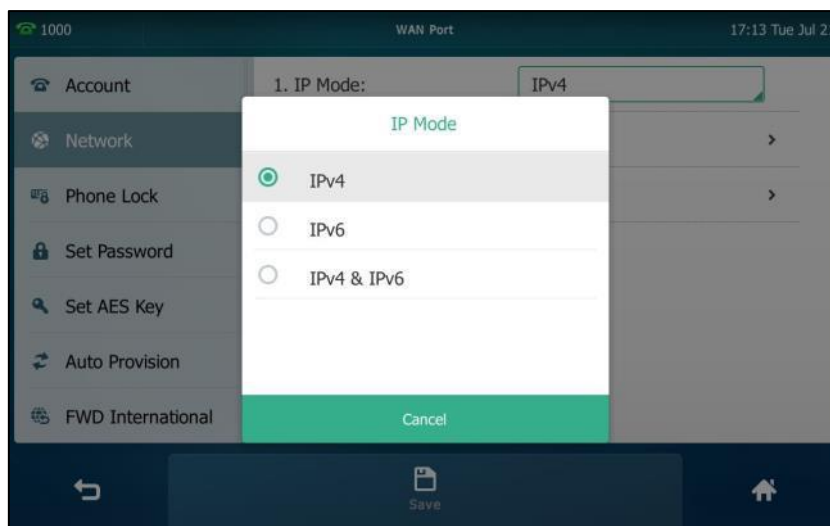 1000 WAN Port 17:13 Tue Jul 2
Account
Network
Phone Lock
Set Password
Set AES Key
Auto Provision
FWD International
1. IP Mode: IPv4
IP Mode
IPv4
IPv6
IPv4 & IPv6
Cancel
Save